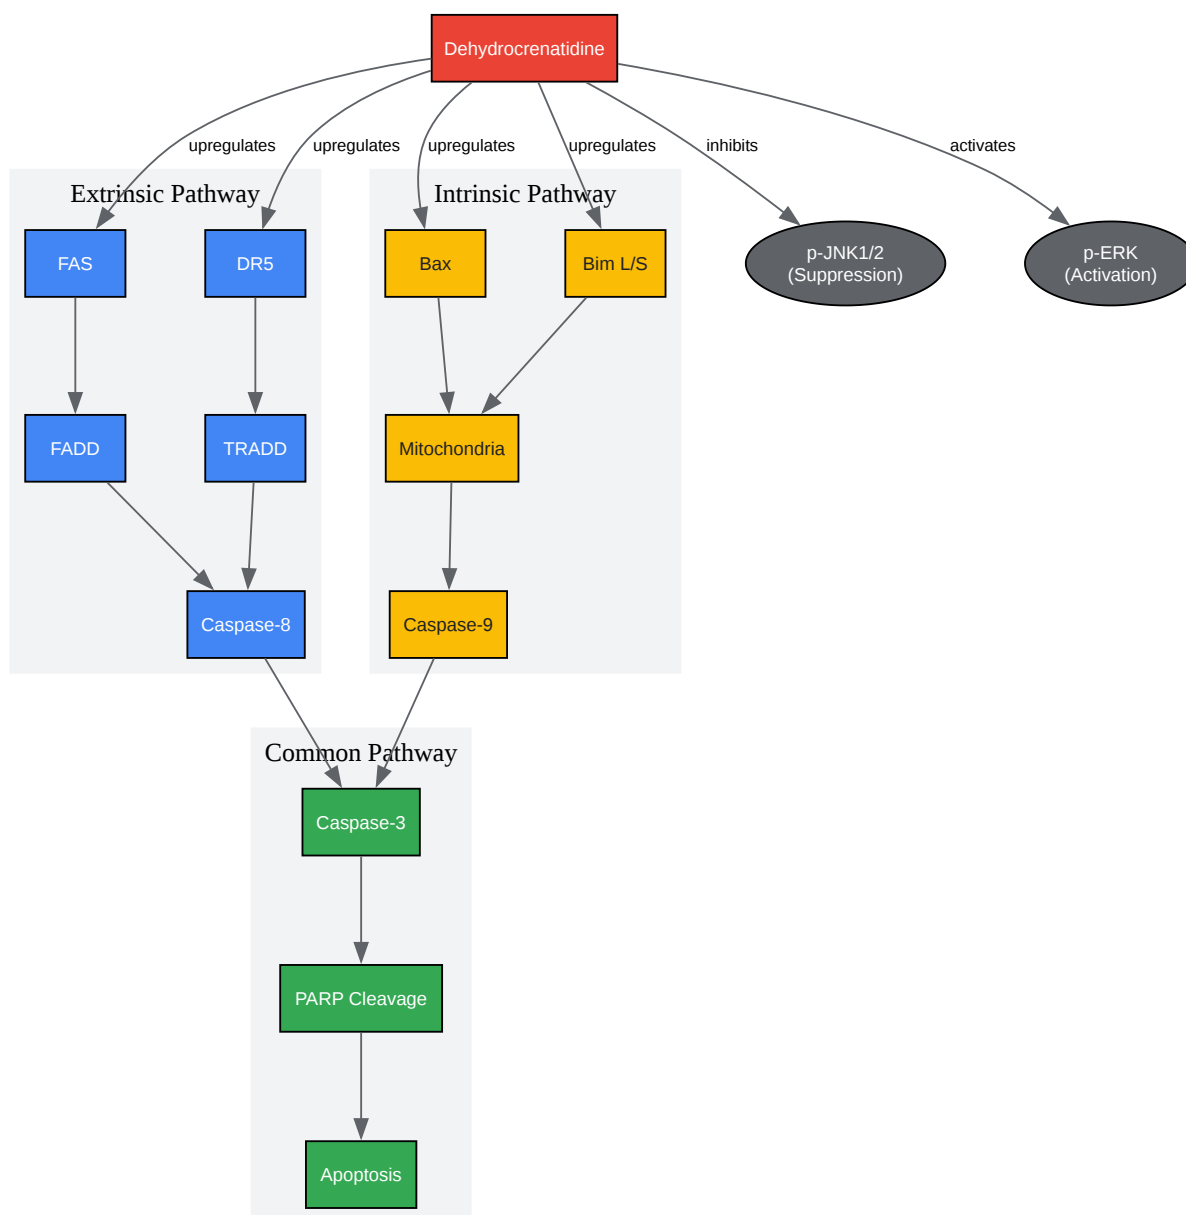 Dehydrocrenatidine
upregulates
upregulates
upregulates
upregulates
inhibits
activates
Extrinsic Pathway
Intrinsic Pathway
FAS
DR5
Bax
Bim L/S
p-JNK1/2
(Suppression)
p-ERK
(Activation)
FADD
TRADD
Mitochondria
Caspase-8
Caspase-9
Common Pathway
Caspase-3
PARP Cleavage
Apoptosis